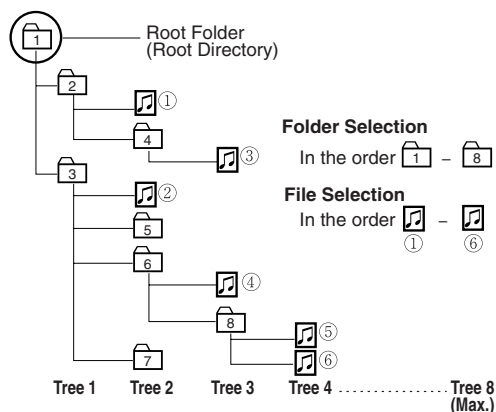 1
Root Folder
(Root Directory)
2
①
4
③
3
②
5
6
④
8
⑤
⑥
7
Folder Selection
In the order 1 – 8
File Selection
In the order –
① ⑥
Tree 1 Tree 2 Tree 3 Tree 4 .................. Tree 8
(Max.)